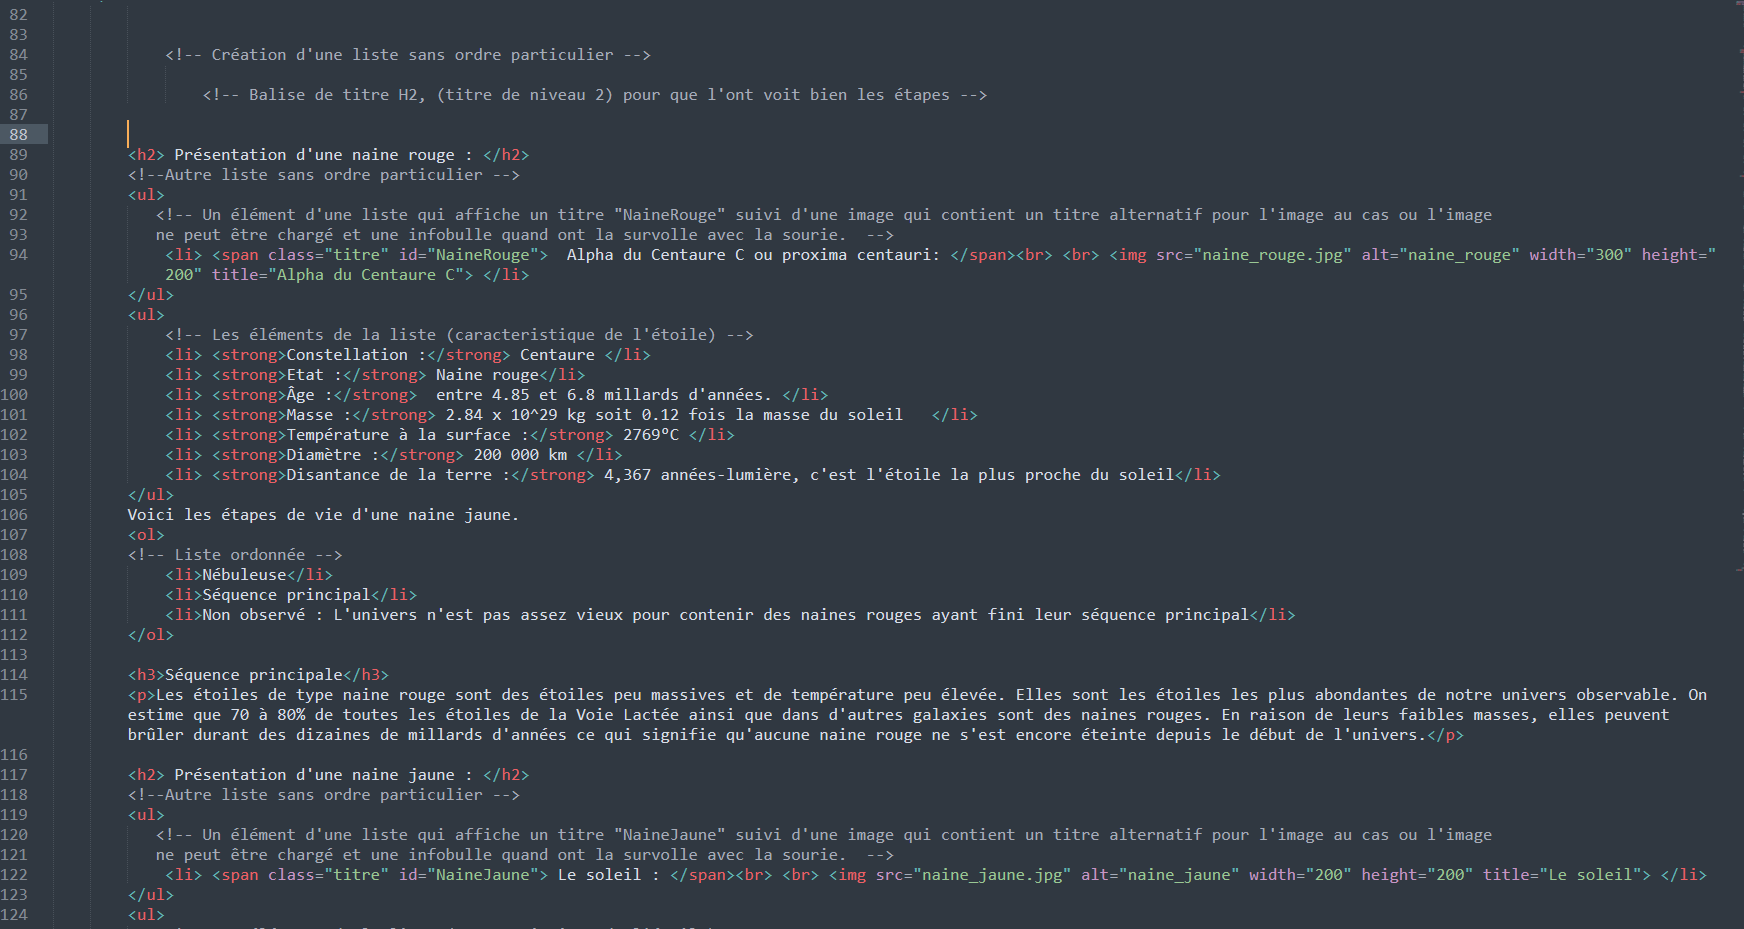 82
83
84 <!-- Création d'une liste sans ordre particulier -->
85
86 <!-- Balise de titre H2, (titre de niveau 2) pour que l'ont voit bien les étapes -->
87
88
89 <h2> Présentation d'une naine rouge : </h2>
90 <!--Autre liste sans ordre particulier -->
91 <ul>
92 <!-- Un élément d'une liste qui affiche un titre "NaineRouge" suivi d'une image qui contient un titre alternatif pour l'image au cas ou l'image
93 ne peut être chargé et une infobulle quand ont la survolle avec la sourie.  -->
94 <li> <span class="titre" id="NaineRouge">  Alpha du Centaure C ou proxima centauri: </span><br> <br> <img src="naine_rouge.jpg" alt="naine_rouge" width="300" height="
200" title="Alpha du Centaure C"> </li>
95 </ul>
96 <ul>
97 <!-- Les éléments de la liste (caracteristique de l'étoile) -->
98 <li> <strong>Constellation :</strong> Centaure </li>
99 <li> <strong>Etat :</strong> Naine rouge</li>
100 <li> <strong>Âge :</strong>  entre 4.85 et 6.8 millards d'années. </li>
101 <li> <strong>Masse :</strong> 2.84 x 10^29 kg soit 0.12 fois la masse du soleil   </li>
102 <li> <strong>Température à la surface :</strong> 2769°C </li>
103 <li> <strong>Diamètre :</strong> 200 000 km </li>
104 <li> <strong>Disantance de la terre :</strong> 4,367 années-lumière, c'est l'étoile la plus proche du soleil</li>
105 </ul>
106 Voici les étapes de vie d'une naine jaune.
107 <ol>
108 <!-- Liste ordonnée -->
109 <li>Nébuleuse</li>
110 <li>Séquence principal</li>
111 <li>Non observé : L'univers n'est pas assez vieux pour contenir des naines rouges ayant fini leur séquence principal</li>
112 </ol>
113
114 <h3>Séquence principale</h3>
115 <p>Les étoiles de type naine rouge sont des étoiles peu massives et de température peu élevée. Elles sont les étoiles les plus abondantes de notre univers observable. On
estime que 70 à 80% de toutes les étoiles de la Voie Lactée ainsi que dans d'autres galaxies sont des naines rouges. En raison de leurs faibles masses, elles peuvent
brûler durant des dizaines de millards d'années ce qui signifie qu'aucune naine rouge ne s'est encore éteinte depuis le début de l'univers.</p>
116
117 <h2> Présentation d'une naine jaune : </h2>
118 <!--Autre liste sans ordre particulier -->
119 <ul>
120 <!-- Un élément d'une liste qui affiche un titre "NaineJaune" suivi d'une image qui contient un titre alternatif pour l'image au cas ou l'image
121 ne peut être chargé et une infobulle quand ont la survolle avec la sourie.  -->
122 <li> <span class="titre" id="NaineJaune"> Le soleil : </span><br> <br> <img src="naine_jaune.jpg" alt="naine_jaune" width="200" height="200" title="Le soleil"> </li>
123 </ul>
124 <ul>